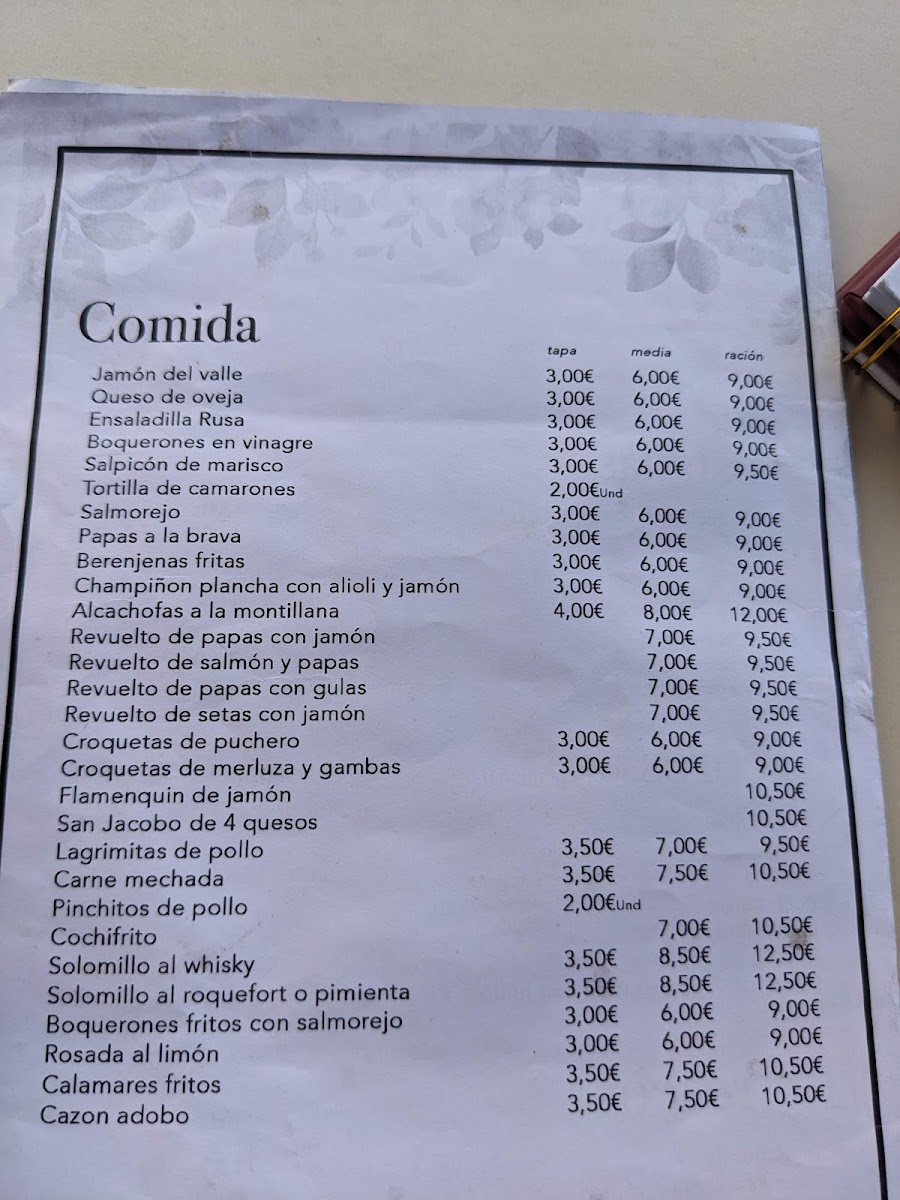 Comida
tapa media ración
Jamón del valle 3,00€ 6,00€ 9,00€
Queso de oveja 3,00€ 6,00€ 9,00€
Ensaladilla Rusa 3,00€ 6,00€ 9,00€
Boquerones en vinagre 3,00€ 6,00€ 9,00€
Salpicón de marisco 3,00€ 6,00€ 9,50€
Tortilla de camarones 2,00€Und
Salmorejo 3,00€ 6,00€ 9,00€
Papas a la brava 3,00€ 6,00€ 9,00€
Berenjenas fritas 3,00€ 6,00€ 9,00€
Champiñon plancha con alioli y jamón 3,00€ 6,00€ 9,00€
Alcachofas a la montillana 4,00€ 8,00€ 12,00€
Revuelto de papas con jamón 7,00€ 9,50€
Revuelto de salmón y papas 7,00€ 9,50€
Revuelto de papas con gulas 7,00€ 9,50€
Revuelto de setas con jamón 7,00€ 9,50€
Croquetas de puchero 3,00€ 6,00€ 9,00€
Croquetas de merluza y gambas 3,00€ 6,00€ 9,00€
Flamenquin de jamón 10,50€
San Jacobo de 4 quesos 10,50€
Lagrimitas de pollo 3,50€ 7,00€ 9,50€
Carne mechada 3,50€ 7,50€ 10,50€
Pinchitos de pollo 2,00€Und
Cochifrito 7,00€ 10,50€
Solomillo al whisky 3,50€ 8,50€ 12,50€
Solomillo al roquefort o pimienta 3,50€ 8,50€ 12,50€
Boquerones fritos con salmorejo 3,00€ 6,00€ 9,00€
Rosada al limón 3,00€ 6,00€ 9,00€
Calamares fritos 3,50€ 7,50€ 10,50€
Cazon adobo 3,50€ 7,50€ 10,50€